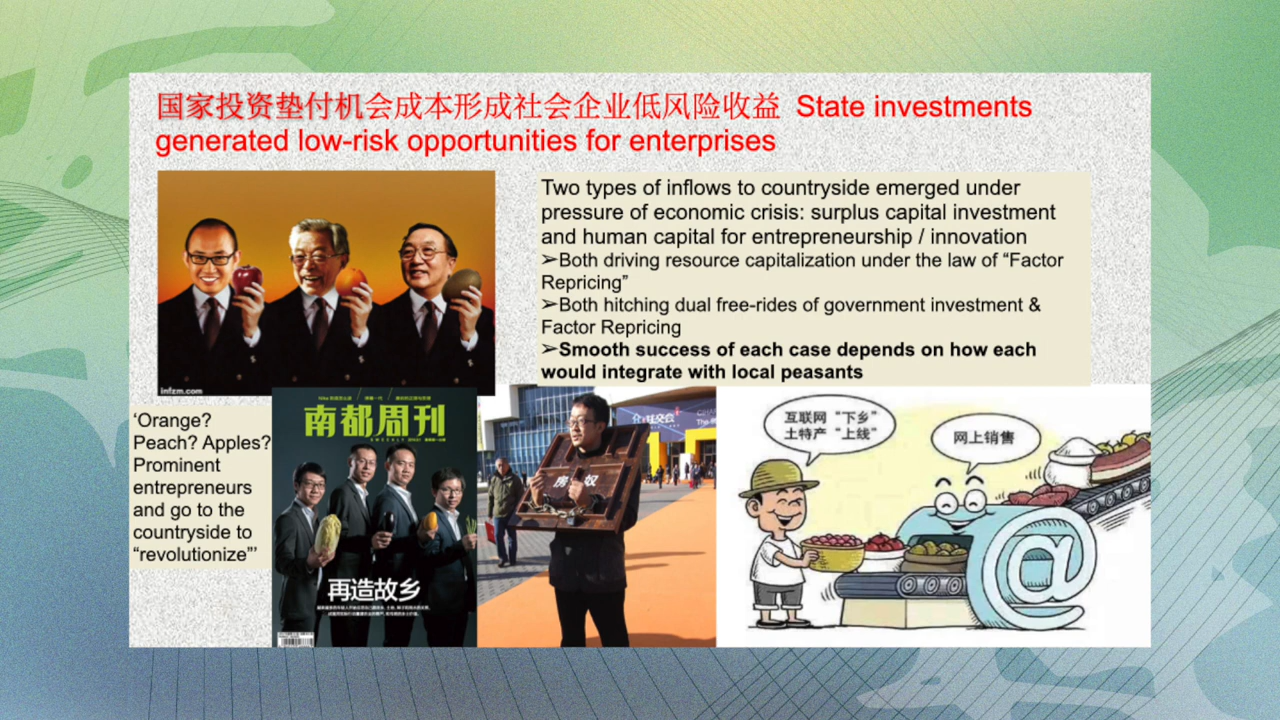 国家投资垫付机会成本形成社会企业低风险收益 State investments
generated low-risk opportunities for enterprises
Two types of inflows to countryside emerged under
pressure of economic crisis: surplus capital investment
and human capital for entrepreneurship / innovation
➢Both driving resource capitalization under the law of “Factor
Repricing”
➢Both hitching dual free-rides of government investment &
Factor Repricing
➢Smooth success of each case depends on how each
would integrate with local peasants
infzm.com
‘Orange?
Peach? Apples?
Prominent
entrepreneurs
and go to the
countryside to
“revolutionize”’
南都周刊
再造故乡
房 奴
互联网“下乡”
土特产“上线”
网上销售
@